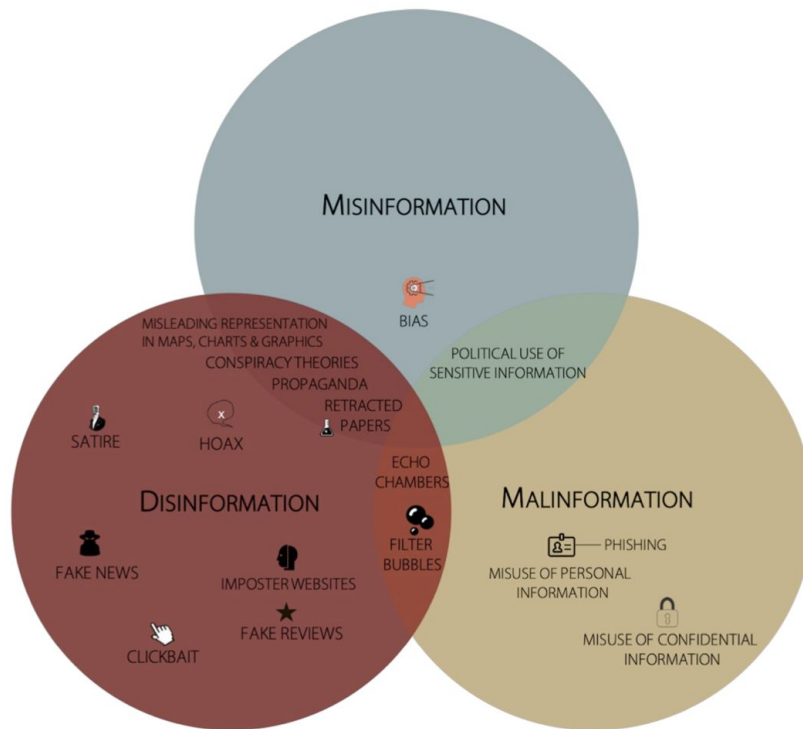 MISINFORMATION
BIAS
MISLEADING REPRESENTATION
IN MAPS, CHARTS & GRAPHICS
CONSPIRACY THEORIES
PROPAGANDA
RETRACTED
PAPERS
POLITICAL USE OF
SENSITIVE INFORMATION
SATIRE
X
HOAX
ECHO
CHAMBERS
DISINFORMATION
MALINFORMATION
FILTER
BUBBLES
PHISHING
FAKE NEWS
IMPOSTER WEBSITES
MISUSE OF PERSONAL
INFORMATION
FAKE REVIEWS
CLICKBAIT
MISUSE OF CONFIDENTIAL
INFORMATION